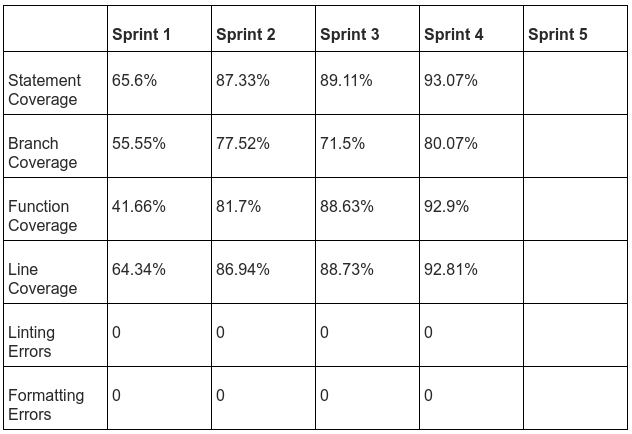 Sprint 1 Sprint 2 Sprint 3 Sprint 4 Sprint 5
Statement 65.6% 87.33% 89.11% 93.07%
Coverage
Branch 55.55% 77.52% 71.5% 80.07%
Coverage
Function 41.66% 81.7% 88.63% 92.9%
Coverage
Line 64.34% 86.94% 88.73% 92.81%
Coverage
Linting 0 0 0 0
Errors
Formatting 0 0 0 0
Errors